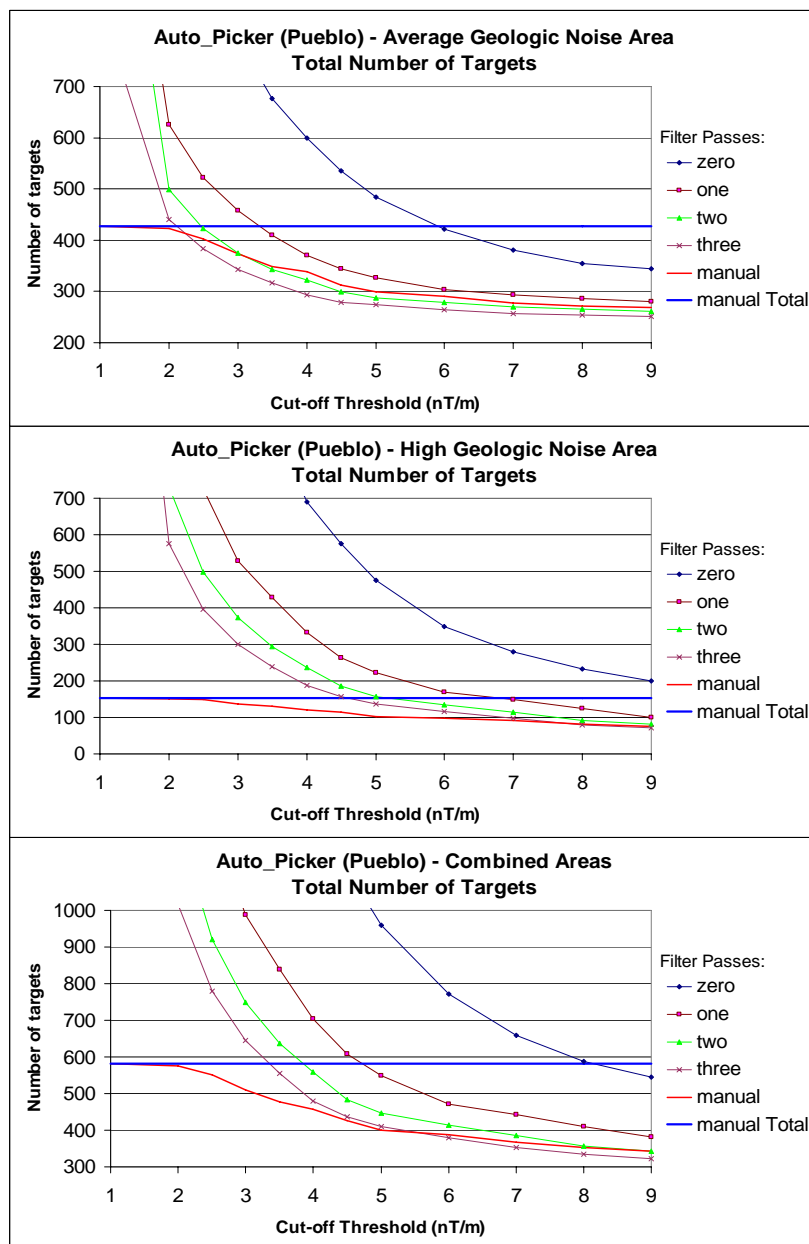 Auto_Picker (Pueblo) - Average Geologic Noise Area
Total Number of Targets
700
600
500
400
300
200
Number of targets
1 2 3 4 5 6 7 8 9
Cut-off Threshold (nT/m)
Filter Passes:
zero
one
two
three
manual
manual Total
Auto_Picker (Pueblo) - High Geologic Noise Area
Total Number of Targets
700
600
500
400
300
200
100
0
Number of targets
1 2 3 4 5 6 7 8 9
Cut-off Threshold (nT/m)
Filter Passes:
zero
one
two
three
manual
manual Total
Auto_Picker (Pueblo) - Combined Areas
Total Number of Targets
1000
900
800
700
600
500
400
300
Number of targets
1 2 3 4 5 6 7 8 9
Cut-off Threshold (nT/m)
Filter Passes:
zero
one
two
three
manual
manual Total